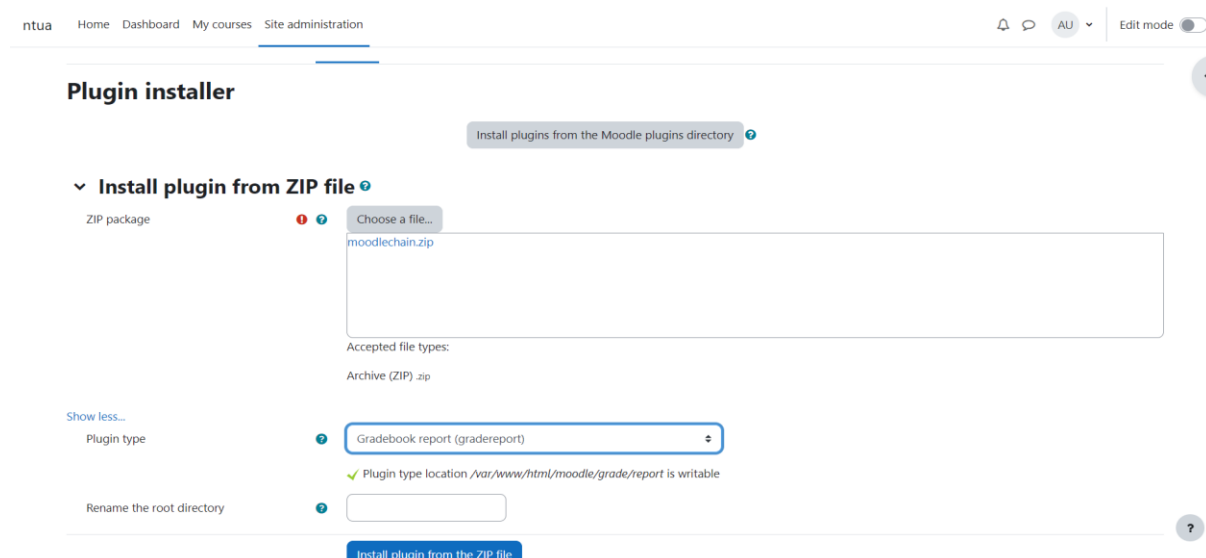 ntua Home Dashboard My courses Site administration AU Edit mode
Plugin installer
Install plugins from the Moodle plugins directory ?
Install plugin from ZIP file ?
ZIP package ! ? Choose a file...
moodlechain.zip
Accepted file types:
Archive (ZIP) .zip
Show less...
Plugin type ? Gradebook report (gradereport)
Plugin type location /var/www/html/moodle/grade/report is writable
Rename the root directory ?
?
Install plugin from the ZIP file